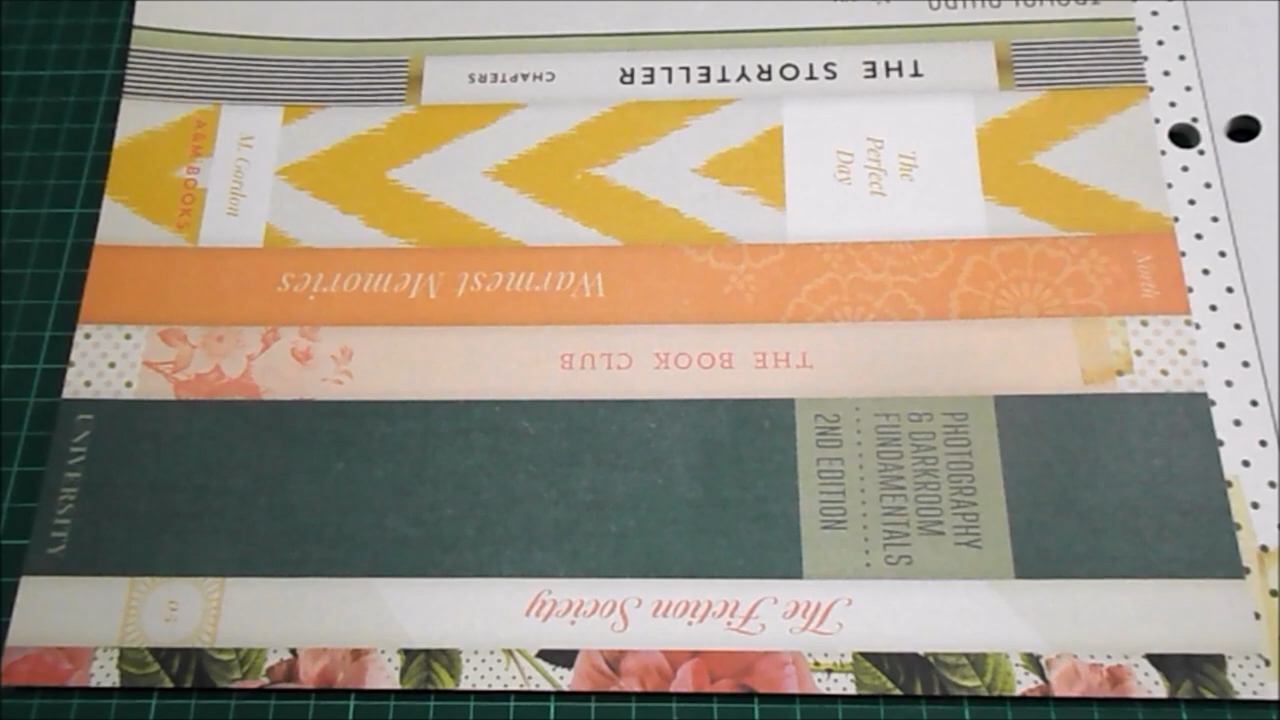 THE STORYTELLER
CHAPTERS
The
Perfect
Day
M. Gordon
A&M BOOKS
Warmest Memories
North
THE BOOK CLUB
PHOTOGRAPHY
& DARKROOM
FUNDAMENTALS
2ND EDITION
UNIVERSITY
The Fiction Society